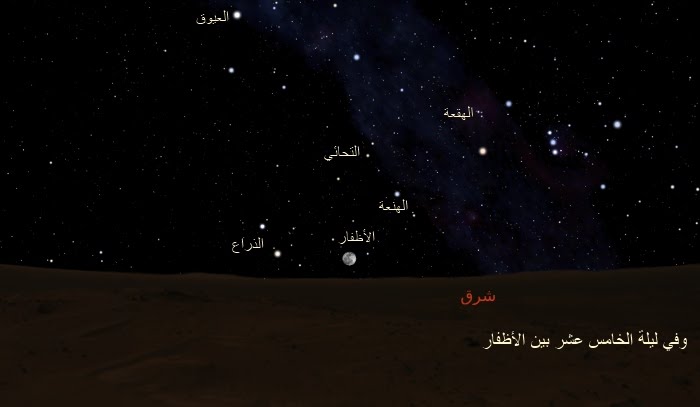 العيوق
الهقعة
التحائي
الهنعة
الأظفار
الذراع
شرق
وفي ليلة الخامس عشر بين الأظفار